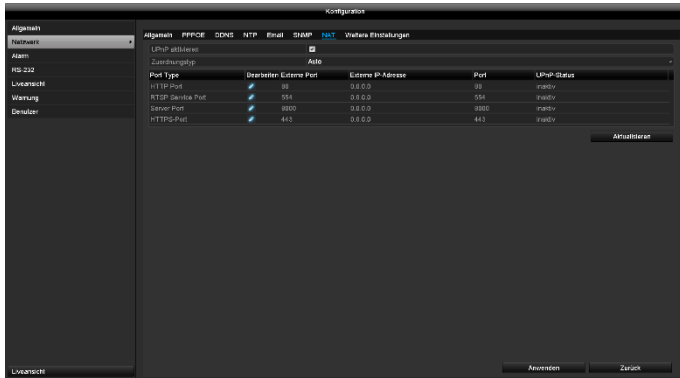 Konfiguration
Allgemein
Netzwerk
Alarm
RS-232
Liveansicht
Warnung
Benutzer
Liveansicht
Allgemein PPPOE DDNS NTP Email SNMP NAT Weitere Einstellungen
UPnP aktivieren
Zuordnungstyp Auto
Port Type Bearbeiten Externe Port Externe IP-Adresse Port UPnP-Status
HTTP Port 80 0.0.0.0 80 Inaktiv
RTSP Service Port 554 0.0.0.0 554 Inaktiv
Server Port 8000 0.0.0.0 8000 Inaktiv
HTTPS-Port 443 0.0.0.0 443 Inaktiv
Aktualisieren
Anwenden Zurück